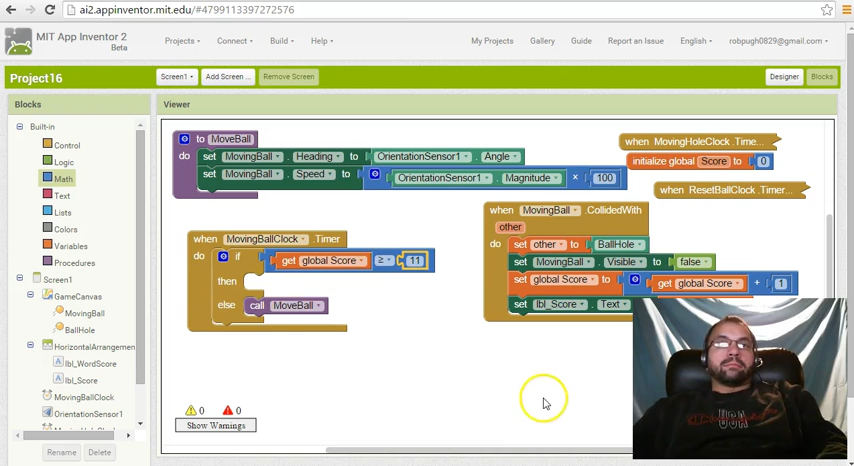 ai2.appinventor.mit.edu/#4799113397272576
MIT App Inventor 2
Beta
Projects
Connect
Build
Help
My Projects
Gallery
Guide
Report an Issue
English
robpugh0829@gmail.com
Project16
Screen1
Add Screen ...
Remove Screen
Designer
Blocks
Blocks
Viewer
Built-in
Control
Logic
Math
Text
Lists
Colors
Variables
Procedures
Screen1
GameCanvas
MovingBall
BallHole
HorizontalArrangemen
lbl_WordScore
lbl_Score
MovingBallClock
OrientationSensor1
Rename
Delete
to MoveBall
do set MovingBall . Heading to OrientationSensor1 . Angle
set MovingBall . Speed to OrientationSensor1 . Magnitude × 100
when MovingHoleClock .Time...
initialize global Score to 0
when ResetBallClock .Timer...
when MovingBall .CollidedWith
other
do set other to BallHole
set MovingBall . Visible to false
set global Score to get global Score + 1
set lbl_Score . Text
when MovingBallClock .Timer
do if get global Score ≥ 11
then
else call MoveBall
0 0
Show Warnings
USA